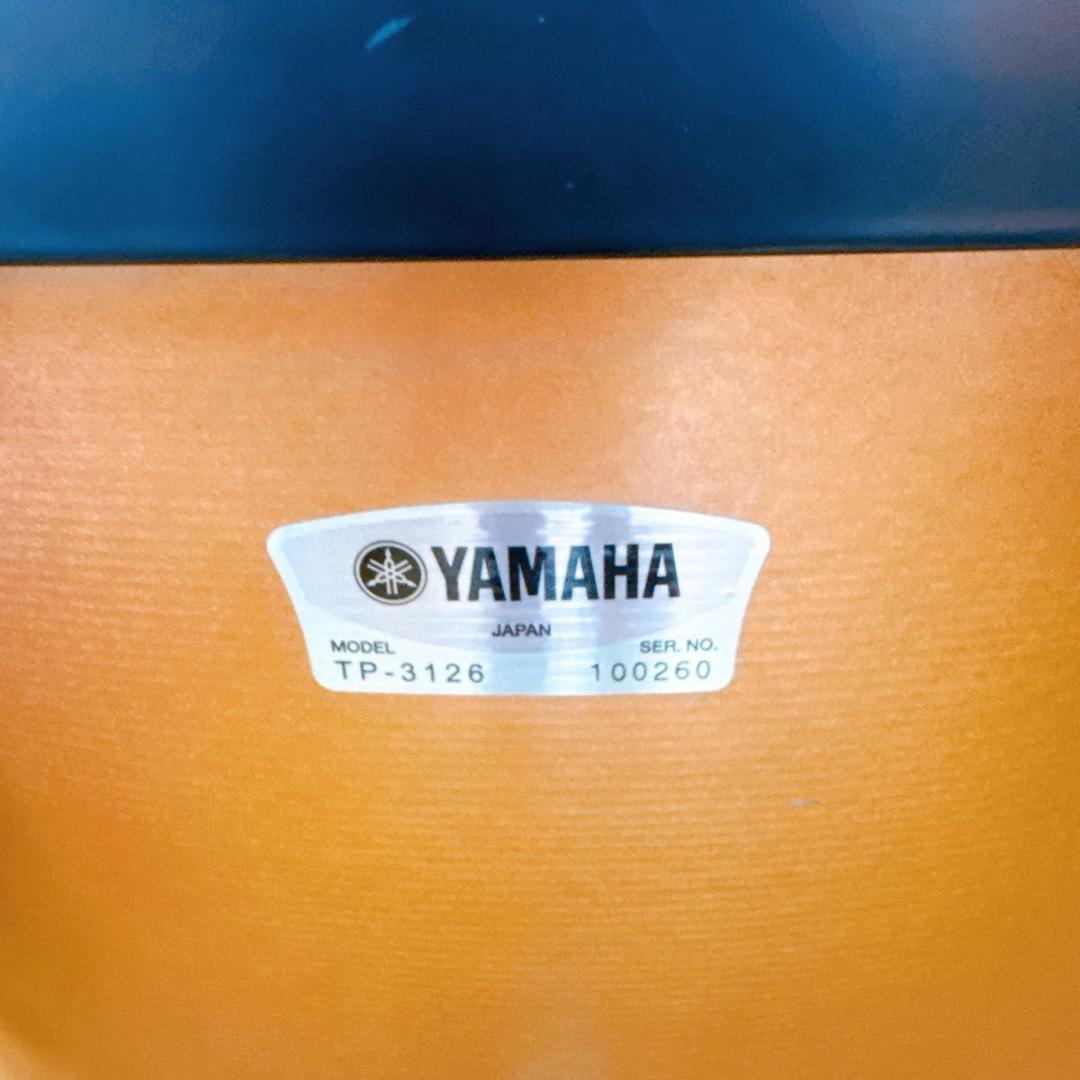 YAMAHA
JAPAN
MODEL SER. NO.
TP-3126 100260